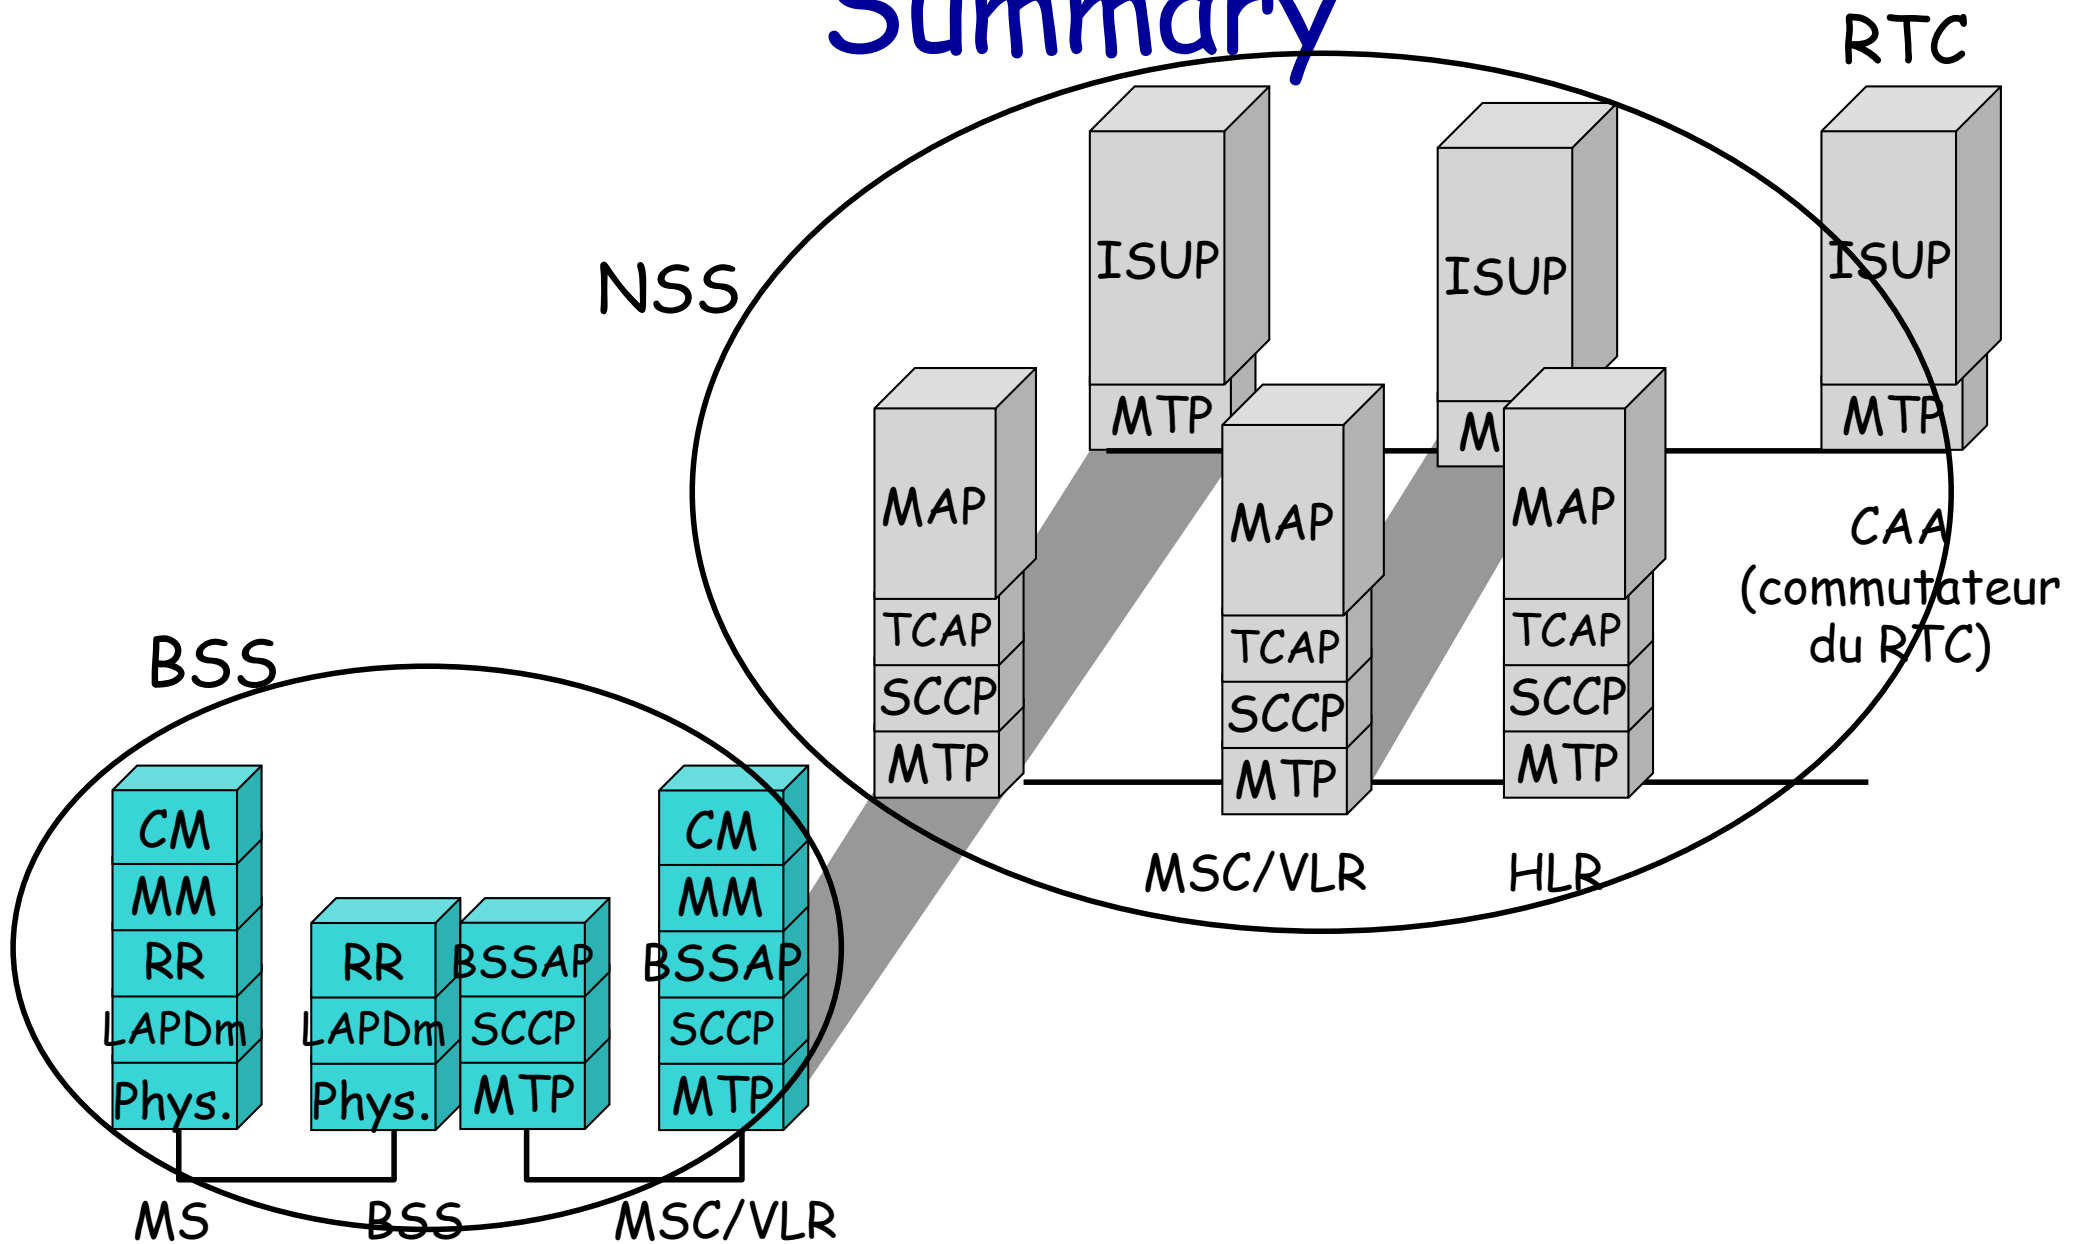 Summary
RTC
ISUP
MTP
ISUP
M
ISUP
MTP
NSS
MAP
TCAP
SCCP
MTP
MAP
TCAP
SCCP
MTP
MAP
TCAP
SCCP
MTP
CAA
(commutateur
du RTC)
MSC/VLR
HLR
BSS
CM
MM
RR
LAPDm
Phys.
RR
LAPDm
Phys.
BSSAP
SCCP
MTP
CM
MM
BSSAP
SCCP
MTP
MS
BSS
MSC/VLR